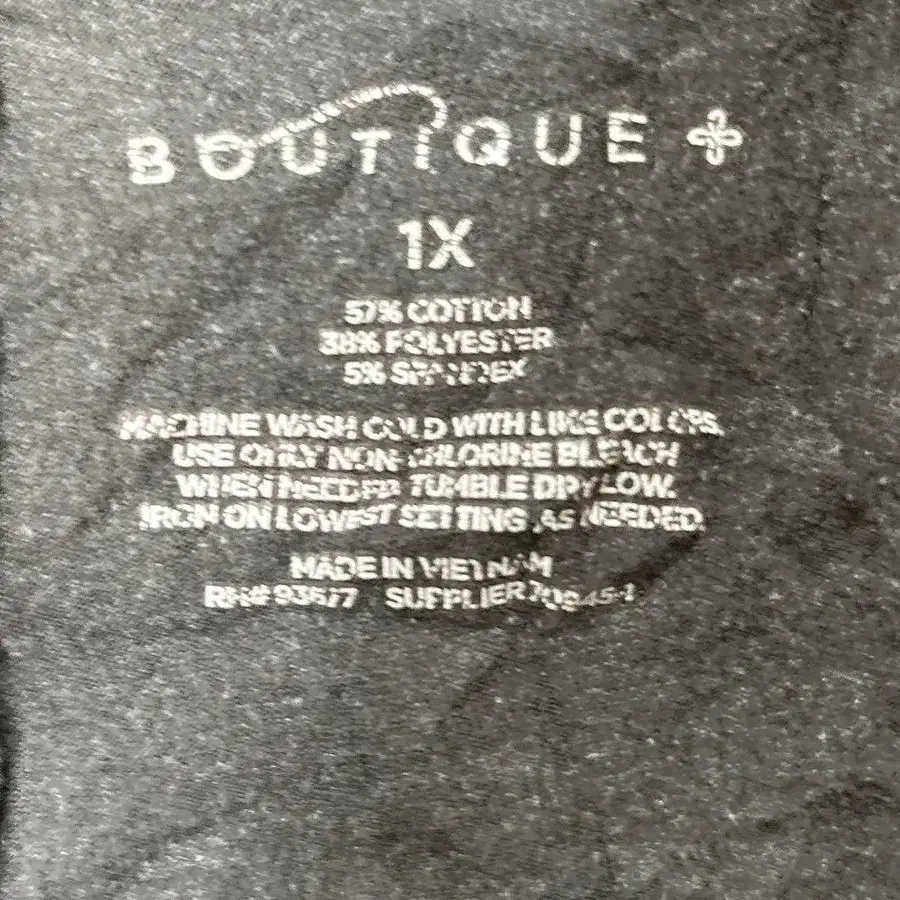 BOUTIQUE +
1X
57% COTTON
38% POLYESTER
5% SPANDEX
MACHINE WASH COLD WITH LIKE COLORS.
USE ONLY NON-CHLORINE BLEACH
WHEN NEEDED. TUMBLE DRY LOW.
IRON ON LOWEST SETTING AS NEEDED.
MADE IN VIETNAM
RN# 93677 SUPPLIER